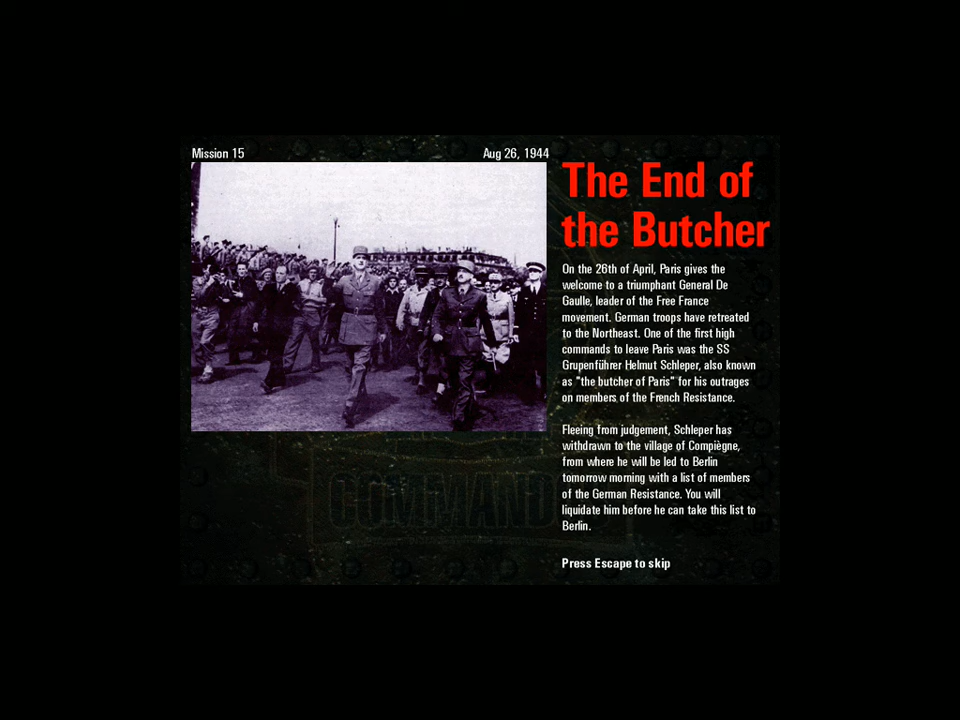 Mission 15
Aug 26, 1944
The End of
the Butcher
On the 26th of April, Paris gives the
welcome to a triumphant General De
Gaulle, leader of the Free France
movement. German troops have retreated
to the Northeast. One of the first high
commands to leave Paris was the SS
Grupenführer Helmut Schleper, also known
as "the butcher of Paris" for his outrages
on members of the French Resistance.
Fleeing from judgement, Schleper has
withdrawn to the village of Compiègne,
from where he will be led to Berlin
tomorrow morning with a list of members
of the German Resistance. You will
liquidate him before he can take this list to
Berlin.
COMMAND
Press Escape to skip